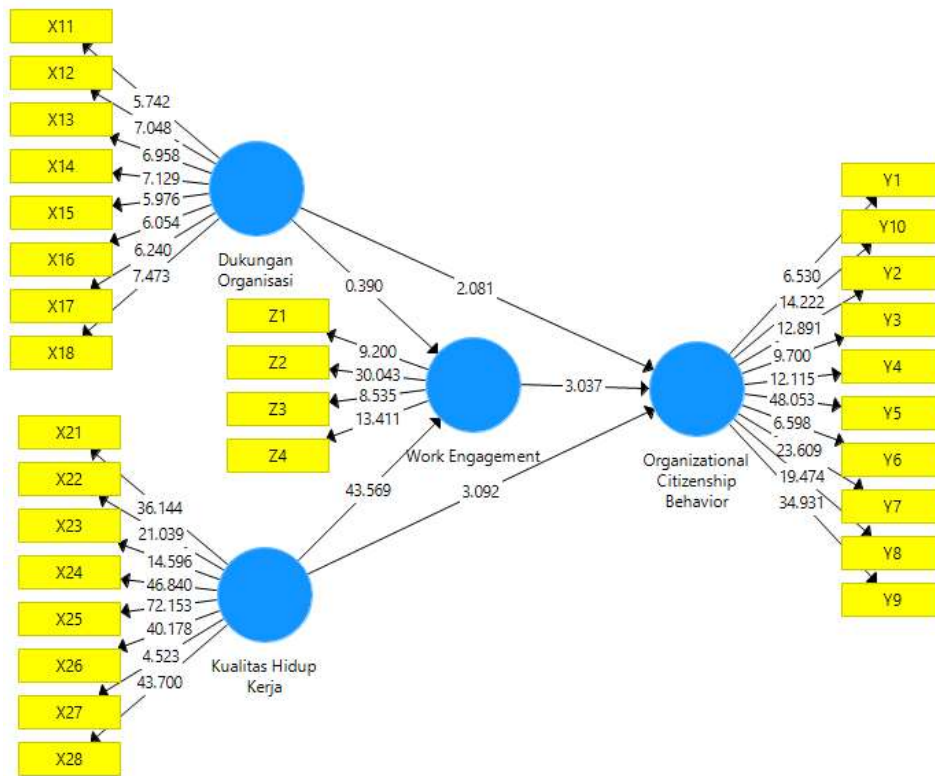 X11
X12
X13
X14
X15
X16
X17
X18
5.742
7.048
6.958
7.129
5.976
6.054
6.240
7.473
Dukungan
Organisasi
0.390
2.081
Z1
Z2
Z3
Z4
9.200
30.043
8.535
13.411
Work Engagement
3.037
43.569
3.092
X21
X22
X23
X24
X25
X26
X27
X28
36.144
21.039
14.596
46.840
72.153
40.178
4.523
43.700
Kualitas Hidup
Kerja
Organizational
Citizenship
Behavior
6.530
14.222
12.891
9.700
12.115
48.053
6.598
23.609
19.474
34.931
Y1
Y10
Y2
Y3
Y4
Y5
Y6
Y7
Y8
Y9